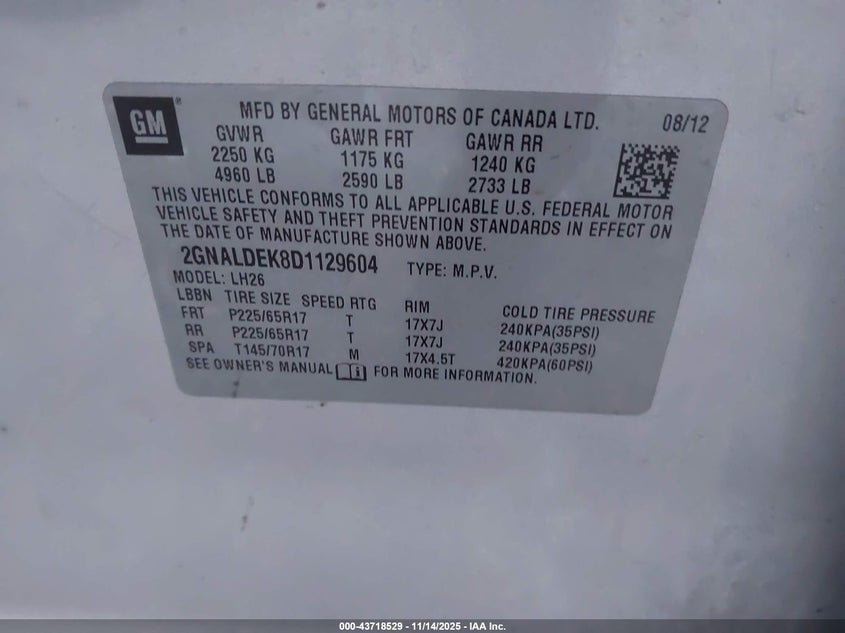 GM ®
MFD BY GENERAL MOTORS OF CANADA LTD. 08/12
GVWR GAWR FRT GAWR RR
2250 KG 1175 KG 1240 KG
4960 LB 2590 LB 2733 LB
THIS VEHICLE CONFORMS TO ALL APPLICABLE U.S. FEDERAL MOTOR
VEHICLE SAFETY AND THEFT PREVENTION STANDARDS IN EFFECT ON
THE DATE OF MANUFACTURE SHOWN ABOVE.
2GNALDEK8D1129604 TYPE: M.P.V.
MODEL: LH26
LBBN TIRE SIZE SPEED RTG RIM COLD TIRE PRESSURE
FRT P225/65R17 T 17X7J 240KPA(35PSI)
RR P225/65R17 T 17X7J 240KPA(35PSI)
SPA T145/70R17 M 17X4.5T 420KPA(60PSI)
SEE OWNER'S MANUAL FOR MORE INFORMATION.
000-43718529 - 11/14/2025 - IAA Inc.